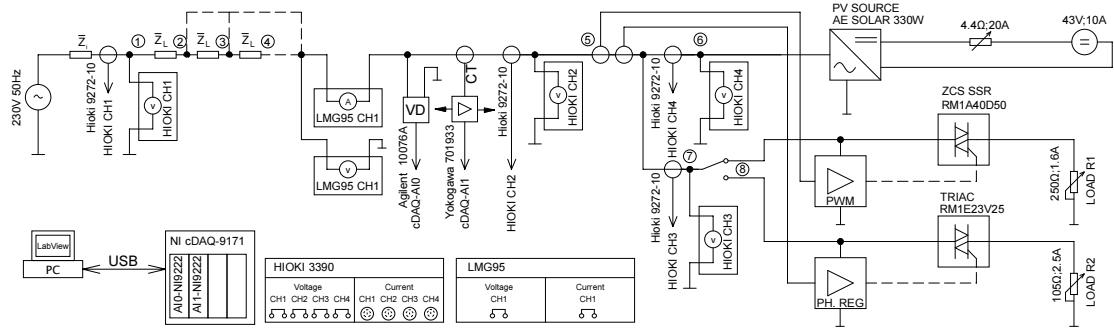 230V 50Hz
Z̅ᵢ
Hioki 9272-10
HIOKI CH1
①
V
HIOKI CH1
Z̅L
②
Z̅L
③
Z̅L
④
A
LMG95 CH1
V
LMG95 CH1
VD
Agilent 10076A
cDAQ-AI0
CT
Yokogawa 701933
cDAQ-AI1
Hioki 9272-10
HIOKI CH2
V
HIOKI CH2
⑤
Hioki 9272-10
HIOKI CH4
⑥
V
HIOKI CH4
Hioki 9272-10
HIOKI CH3
⑦
V
HIOKI CH3
⑧
PV SOURCE
AE SOLAR 330W
4.4Ω;20A
43V;10A
ZCS SSR
RM1A40D50
PWM
250Ω;1.6A
LOAD R1
TRIAC
RM1E23V25
PH. REG
105Ω;2.5A
LOAD R2
LabView
PC
USB
NI cDAQ-9171
AI0-NI9222
AI1-NI9222
HIOKI 3390
Voltage
CH1 CH2 CH3 CH4
Current
CH1 CH2 CH3 CH4
LMG95
Voltage
CH1
Current
CH1